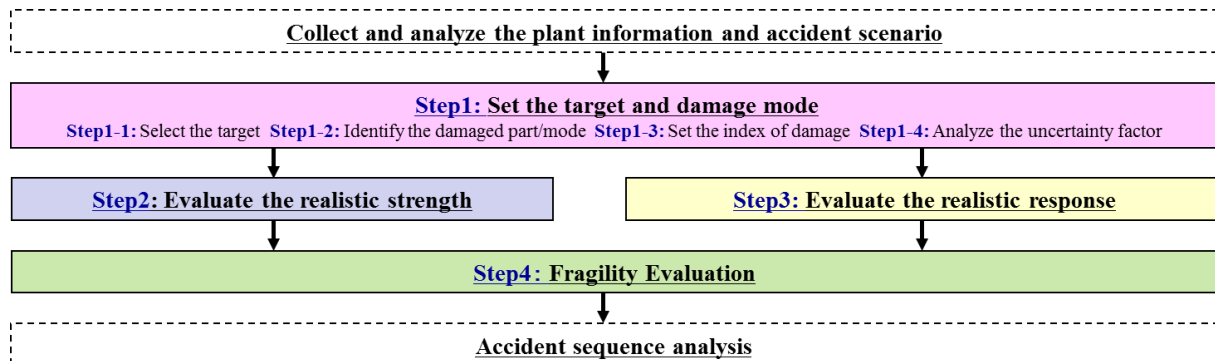 Collect and analyze the plant information and accident scenario
Step1: Set the target and damage mode
Step1-1: Select the target Step1-2: Identify the damaged part/mode Step1-3: Set the index of damage Step1-4: Analyze the uncertainty factor
Step2: Evaluate the realistic strength
Step3: Evaluate the realistic response
Step4: Fragility Evaluation
Accident sequence analysis